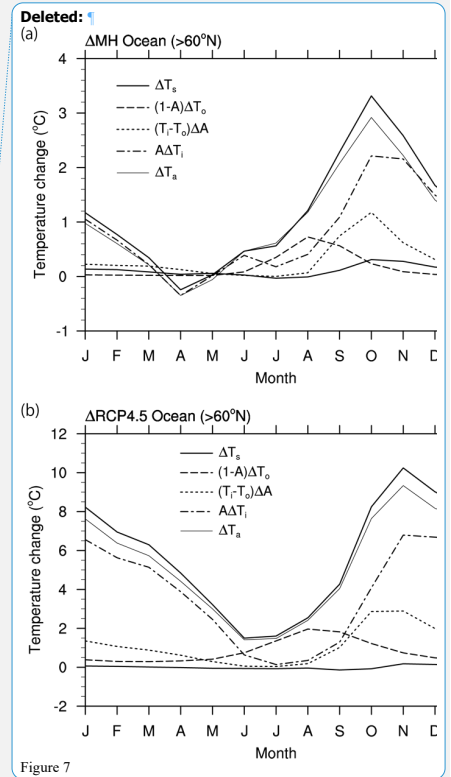 Deleted: ¶
(a)
ΔMH Ocean (>60°N)
4
3
2
1
0
-1
Temperature change (°C)
ΔTs
(1-A)ΔTo
(Ti-To)ΔA
AΔTi
ΔTa
J F M A M J J A S O N D
Month
(b)
ΔRCP4.5 Ocean (>60°N)
12
10
8
6
4
2
0
-2
Temperature change (°C)
ΔTs
(1-A)ΔTo
(Ti-To)ΔA
AΔTi
ΔTa
J F M A M J J A S O N D
Month
Figure 7